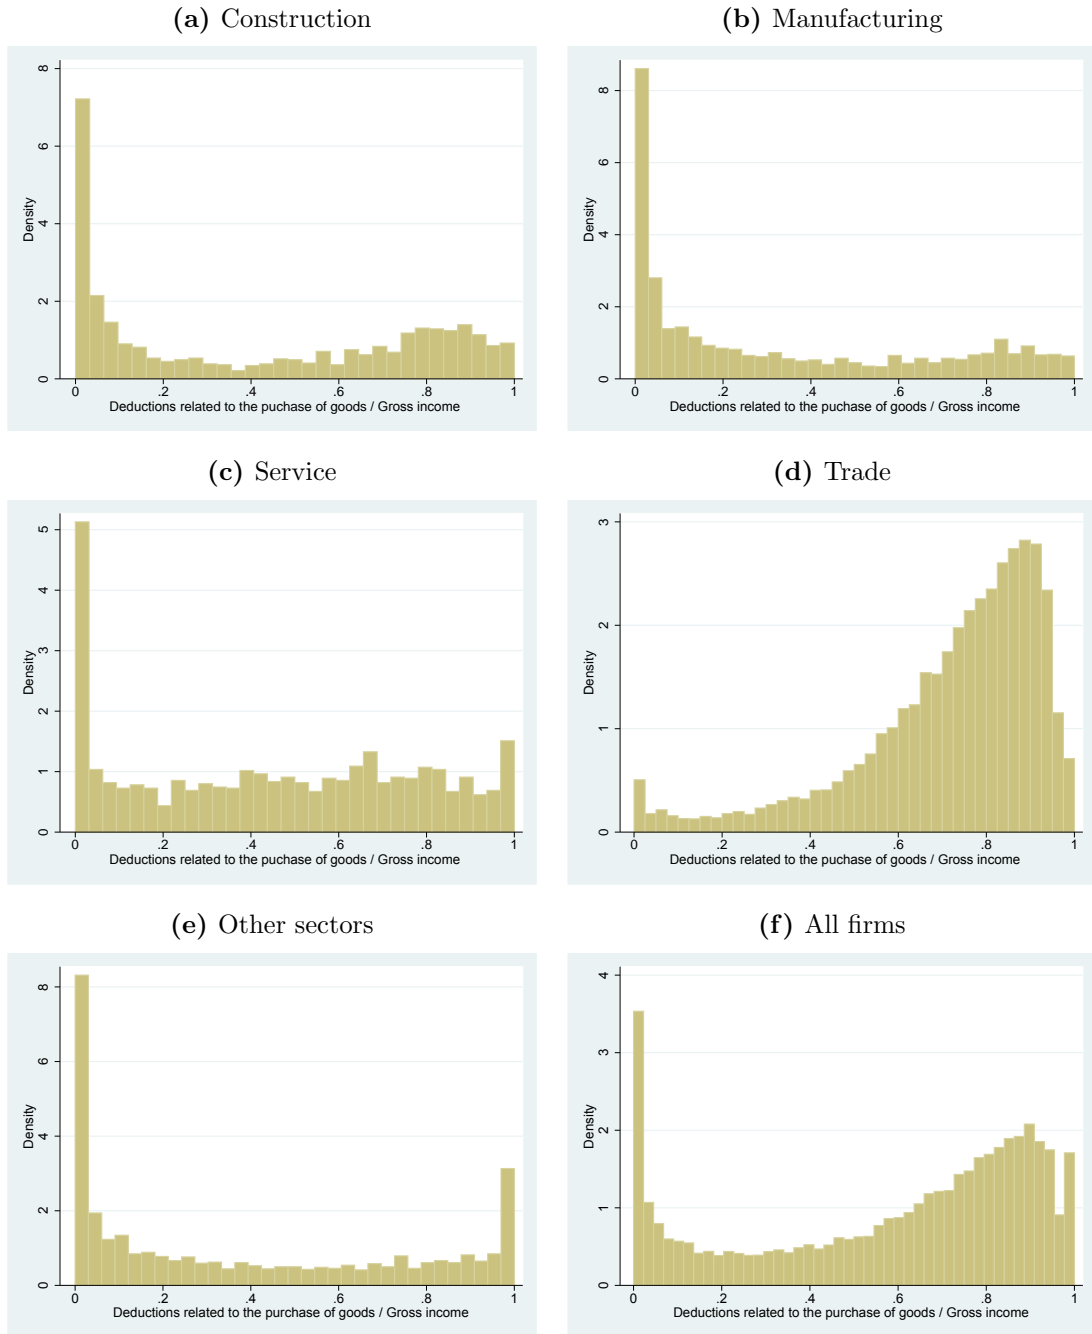 (a) Construction
(b) Manufacturing
8
6
4
2
0
Density
0 .2 .4 .6 .8 1
Deductions related to the puchase of goods / Gross income
8
6
4
2
0
Density
0 .2 .4 .6 .8 1
Deductions related to the puchase of goods / Gross income
(c) Service
(d) Trade
5
4
3
2
1
0
Density
0 .2 .4 .6 .8 1
Deductions related to the puchase of goods / Gross income
3
2
1
0
Density
0 .2 .4 .6 .8 1
Deductions related to the puchase of goods / Gross income
(e) Other sectors
(f) All firms
8
6
4
2
0
Density
0 .2 .4 .6 .8 1
Deductions related to the purchase of goods / Gross income
4
3
2
1
0
Density
0 .2 .4 .6 .8 1
Deductions related to the purchase of goods / Gross income